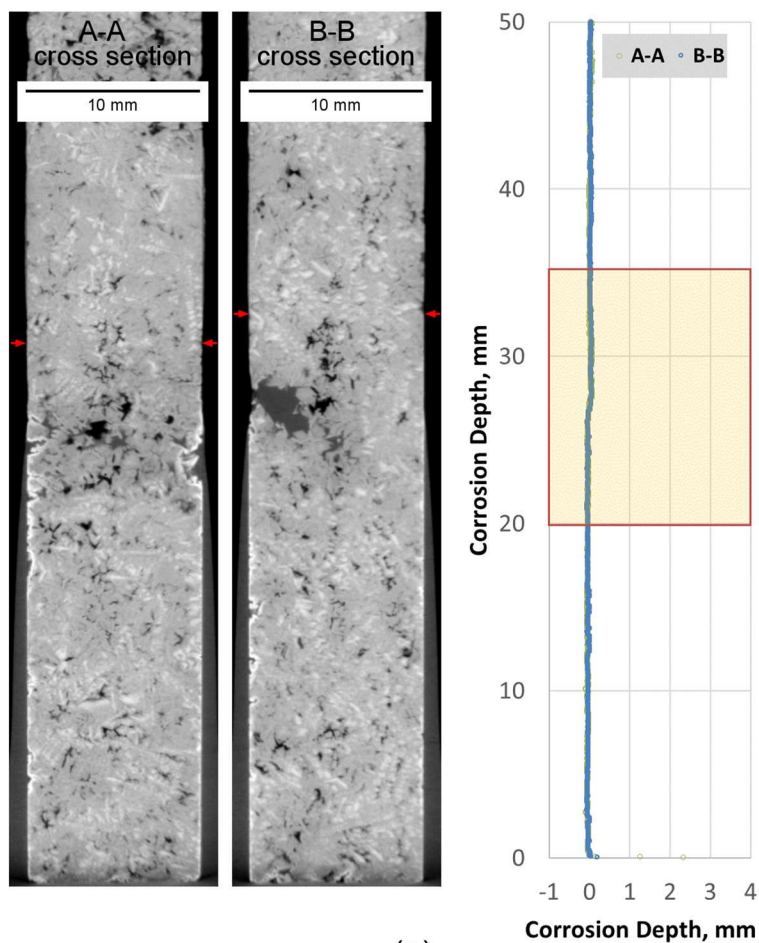 A-A
cross section
10 mm
B-B
cross section
10 mm
A-A B-B
50
40
30
20
10
0
-1 0 1 2 3 4
Corrosion Depth, mm
Corrosion Depth, mm